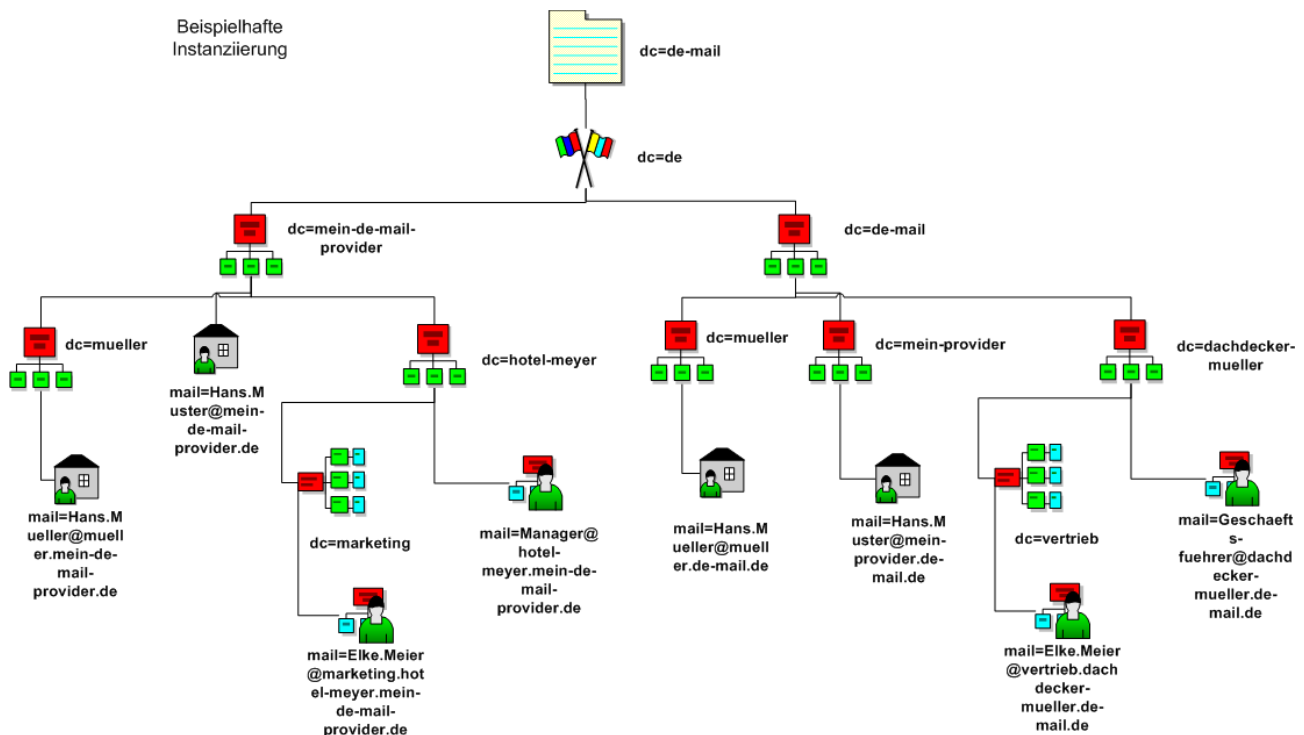 Beispielhafte
Instanziierung
dc=de-mail
dc=de
dc=mein-de-mail-
provider
dc=de-mail
dc=mueller
dc=hotel-meyer
dc=mueller
dc=mein-provider
dc=dachdecker-
mueller
mail=Hans.M
uster@mein-
de-mail-
provider.de
mail=Hans.M
ueller@muell
er.mein-de-
mail-
provider.de
dc=marketing
mail=Manager@
hotel-
meyer.mein-de-
mail-
provider.de
mail=Hans.M
ueller@muell
er.de-mail.de
mail=Hans.M
uster@mein-
provider.de-
mail.de
dc=vertrieb
mail=Geschaeft
s-
fuehrer@dachd
ecker-
mueller.de-
mail.de
mail=Elke.Meier
@marketing.hot
el-meyer.mein-
de-mail-
provider.de
mail=Elke.Meier
@vertrieb.dach
decker-
mueller.de-
mail.de